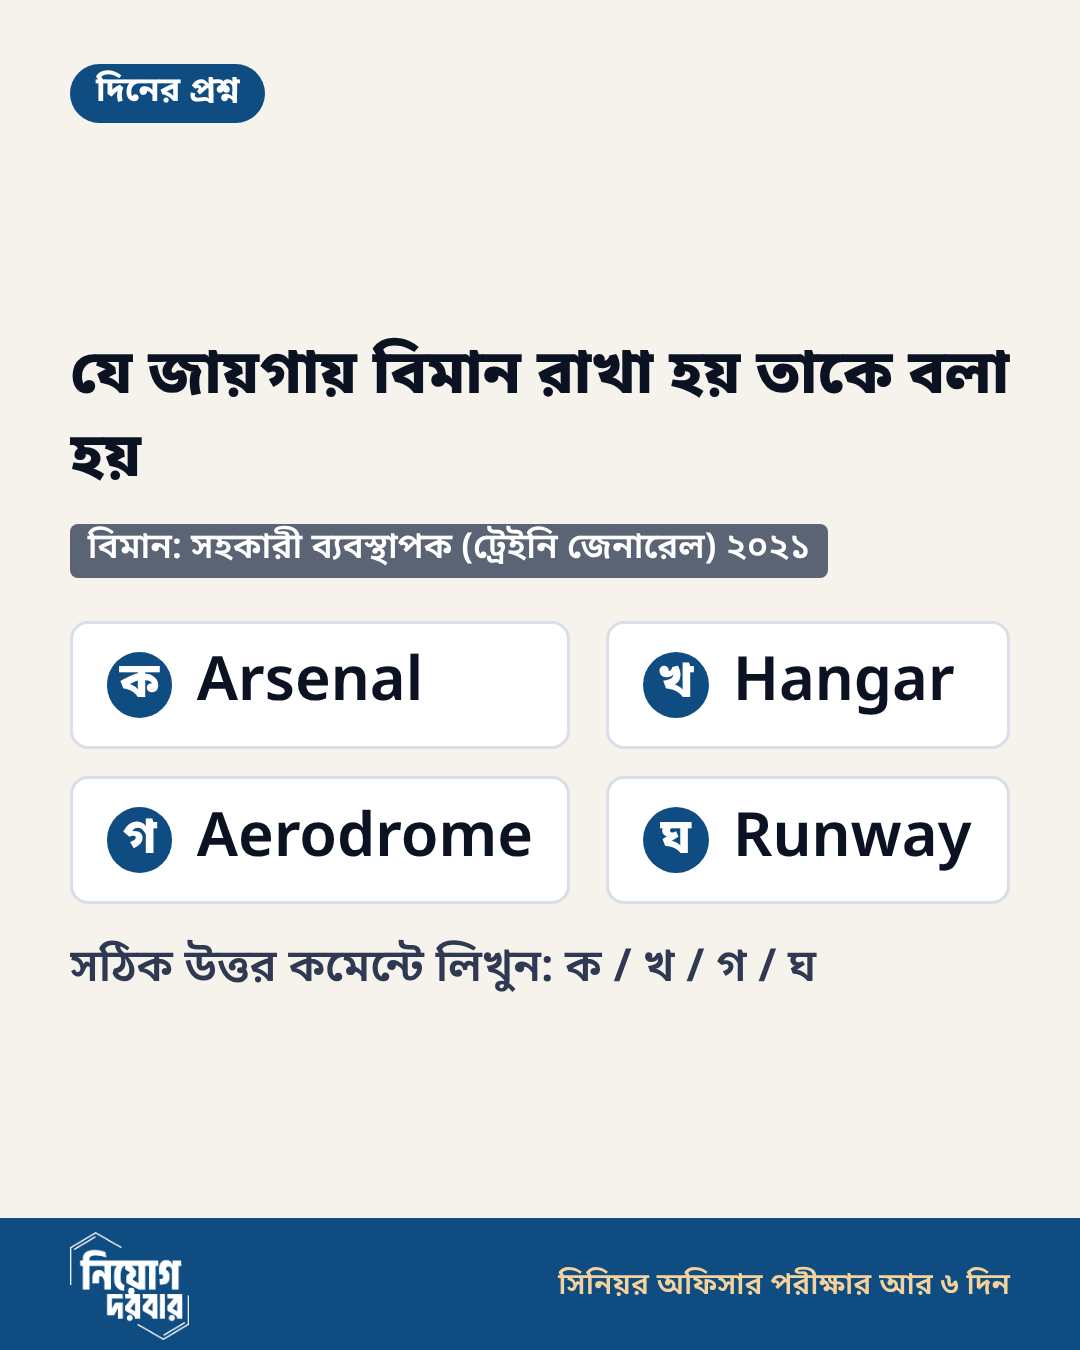 দিনের প্রশ্ন
যে জায়গায় বিমান রাখা হয় তাকে বলা
হয়
বিমান: সহকারী ব্যবস্থাপক (ট্রেইনি জেনারেল) ২০২১
ক Arsenal
খ Hangar
গ Aerodrome
ঘ Runway
সঠিক উত্তর কমেন্টে লিখুন: ক / খ / গ / ঘ
নিয়োগ
দরবার
সিনিয়র অফিসার পরীক্ষার আর ৬ দিন